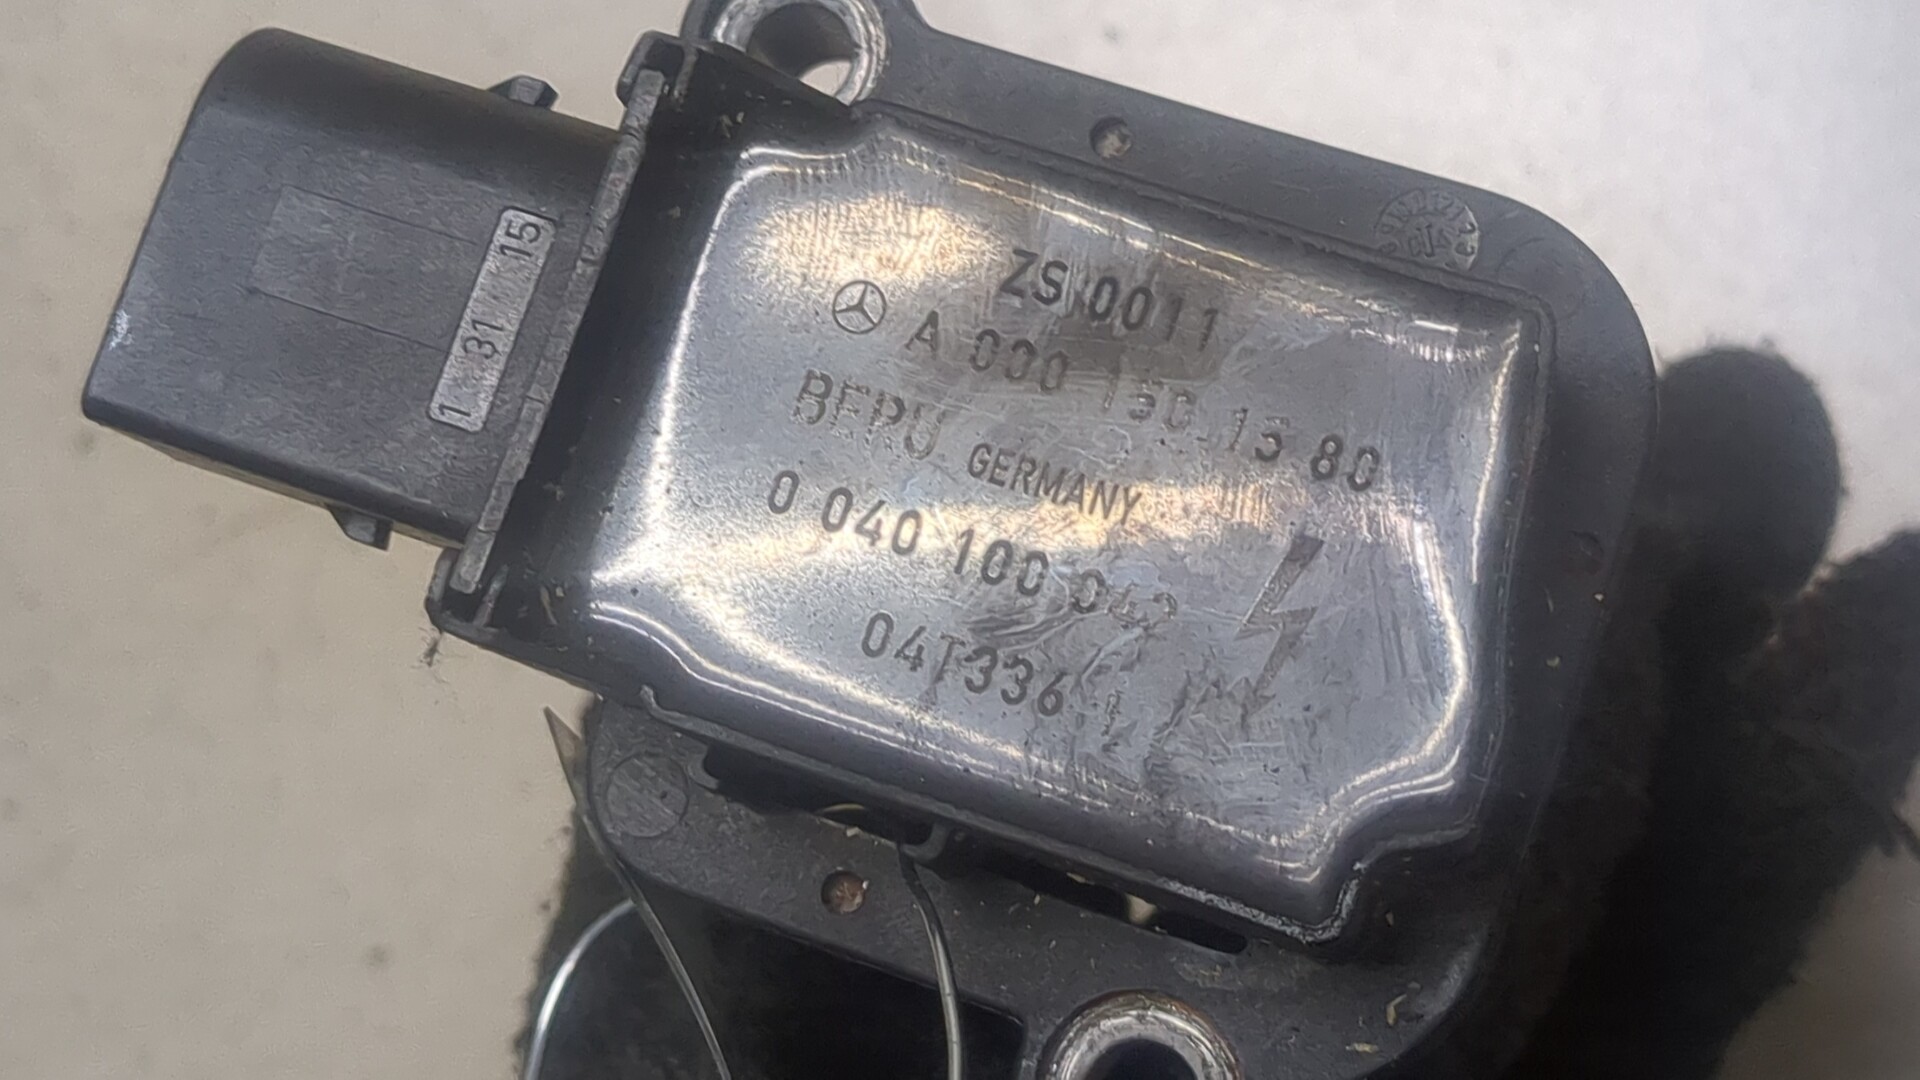 ZS 0011
A 000 150 15 80
BERU GERMANY
0 040 100 042
04T336
1 31 15